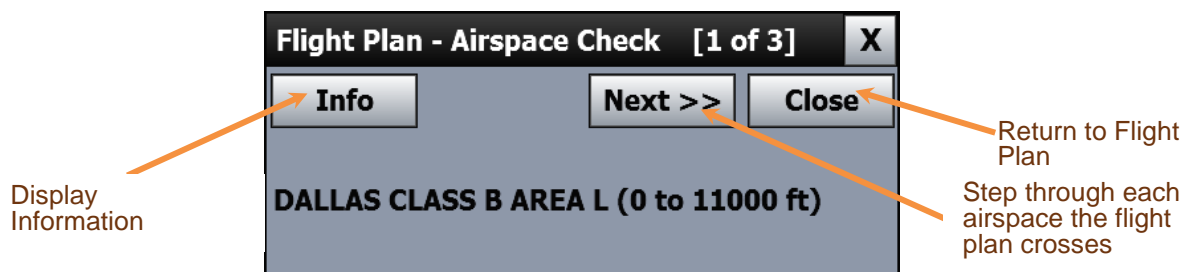 Flight Plan - Airspace Check [1 of 3] X
Info Next >> Close
Return to Flight
Plan
Display
Information
DALLAS CLASS B AREA L (0 to 11000 ft)
Step through each
airspace the flight
plan crosses